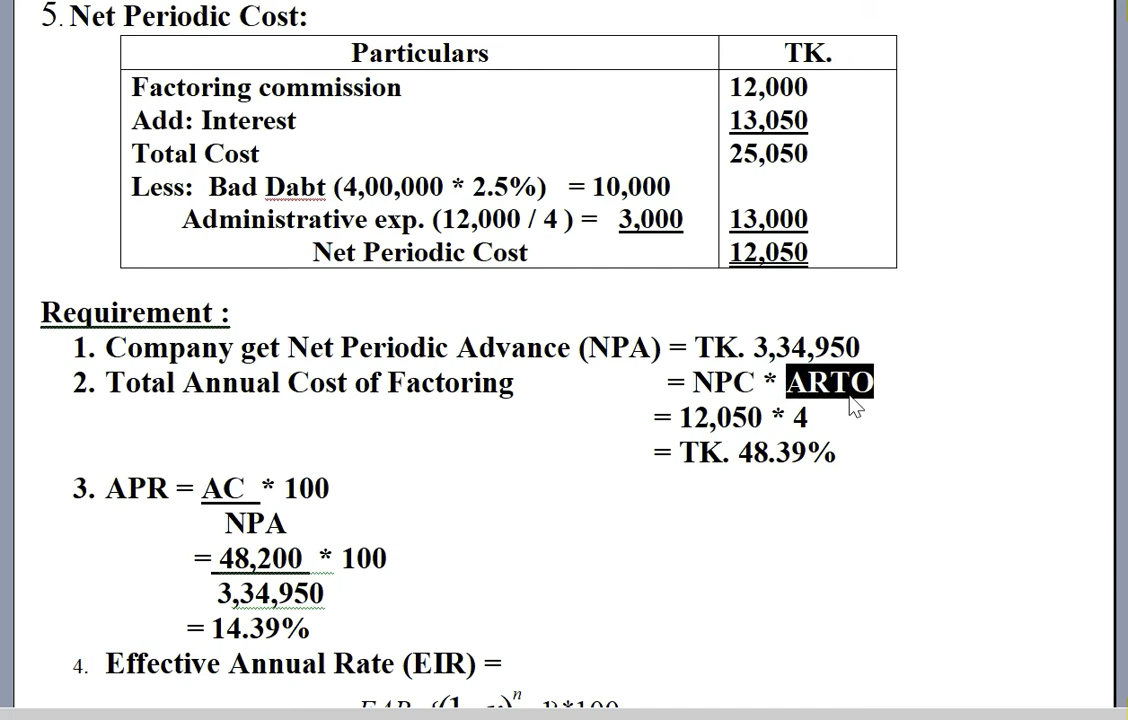 5. Net Periodic Cost:
Particulars TK.
Factoring commission 12,000
Add: Interest 13,050
Total Cost 25,050
Less: Bad Dabt (4,00,000 * 2.5%) = 10,000
Administrative exp. (12,000 / 4 ) = 3,000 13,000
Net Periodic Cost 12,050
Requirement :
1. Company get Net Periodic Advance (NPA) = TK. 3,34,950
2. Total Annual Cost of Factoring = NPC * ARTO
= 12,050 * 4
= TK. 48.39%
3. APR = AC * 100
NPA
= 48,200 * 100
3,34,950
= 14.39%
4. Effective Annual Rate (EIR) =